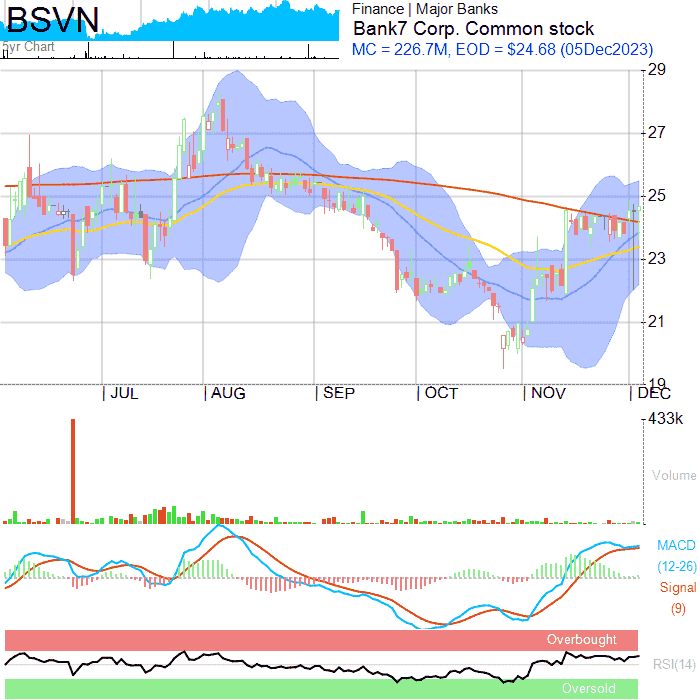 BSVN
5yr Chart
Finance | Major Banks
Bank7 Corp. Common stock
MC = 226.7M, EOD = $24.68 (05Dec2023)
29
27
25
23
21
19
JUL AUG SEP OCT NOV DEC
433k
Volume
MACD
(12-26)
Signal
(9)
Overbought
RSI(14)
Oversold